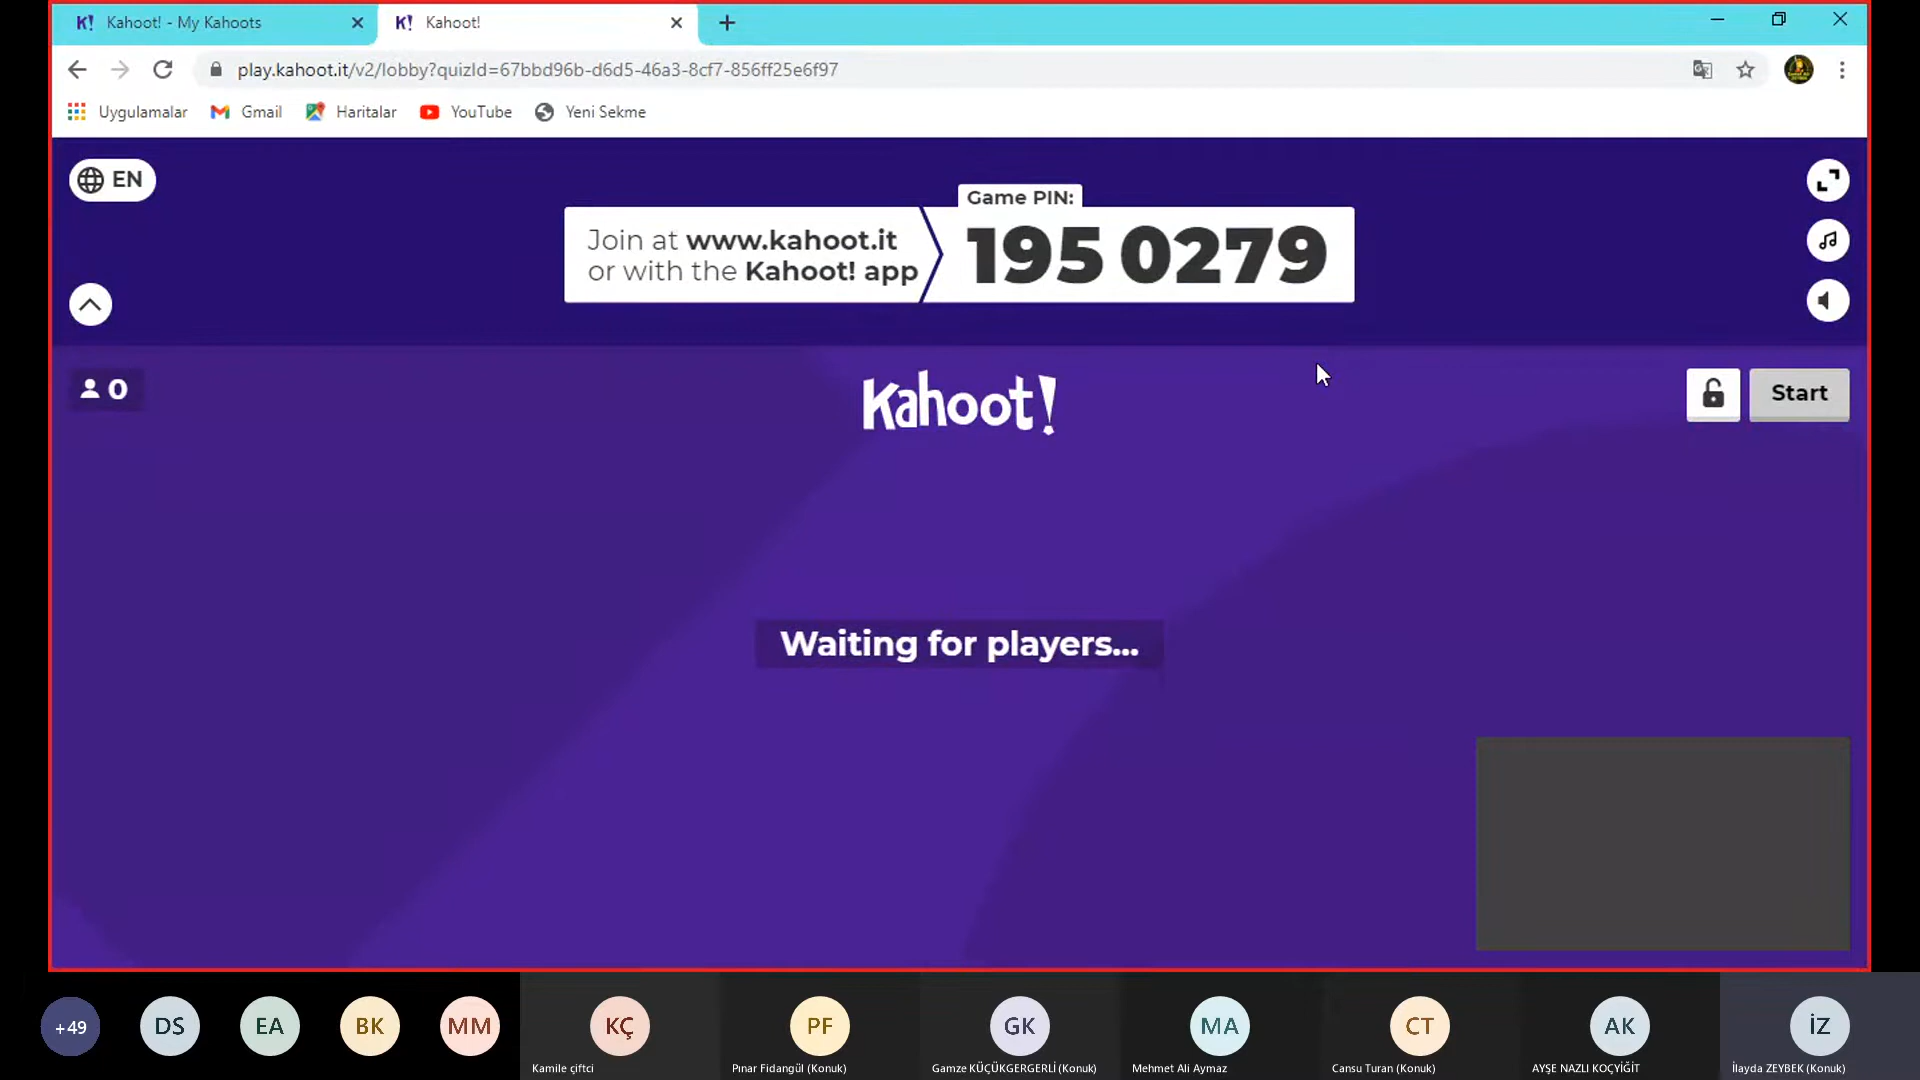 Kahoot! - My Kahoots
Kahoot!
play.kahoot.it/v2/lobby?quizId=67bbd96b-d6d5-46a3-8cf7-856ff25e6f97
Uygulamalar
Gmail
Haritalar
YouTube
Yeni Sekme
EN
Join at www.kahoot.it
or with the Kahoot! app
Game PIN:
195 0279
0
Kahoot!
Start
Waiting for players...
+49
DS
EA
BK
MM
KÇ
PF
GK
MA
CT
AK
İZ
Kamile çiftci
Pınar Fidangül (Konuk)
Gamze KÜÇÜKGERGERLİ (Konuk)
Mehmet Ali Aymaz
Cansu Turan (Konuk)
AYŞE NAZLI KOÇYİĞİT
İlayda ZEYBEK (Konuk)